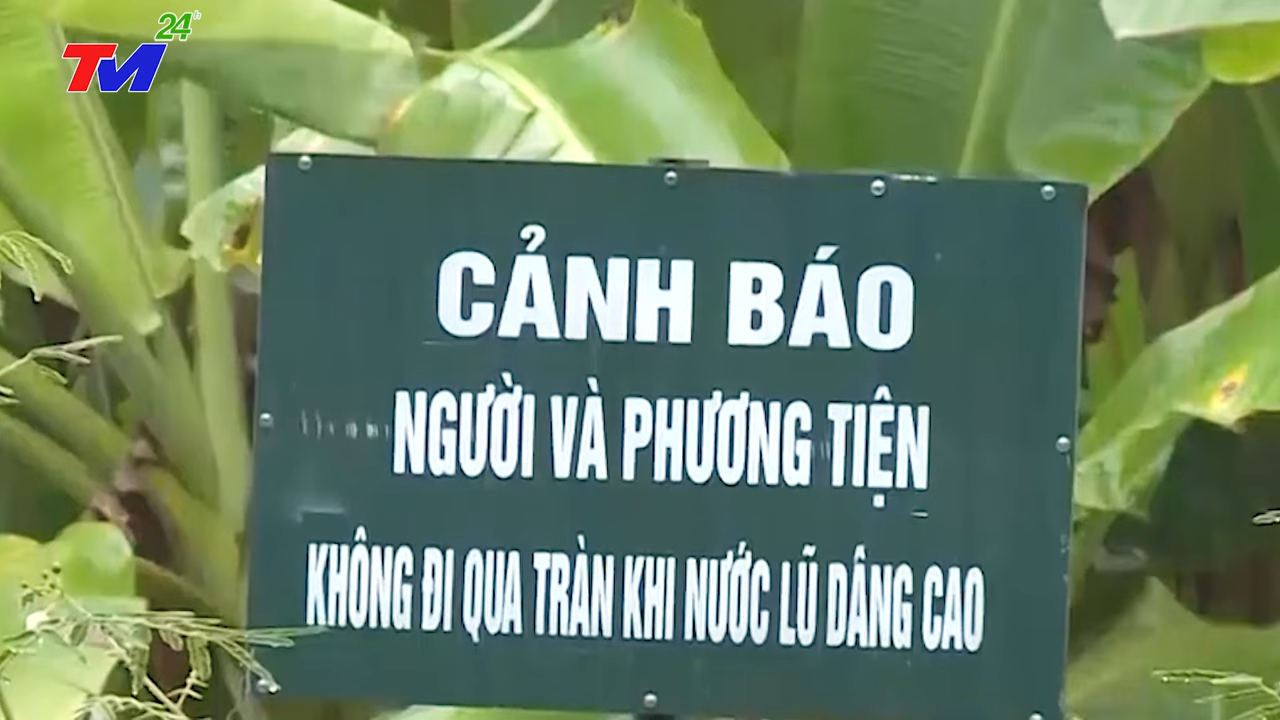 TM 24h
CẢNH BÁO
NGƯỜI VÀ PHƯƠNG TIỆN
KHÔNG ĐI QUA TRÀN KHI NƯỚC LŨ DÂNG CAO